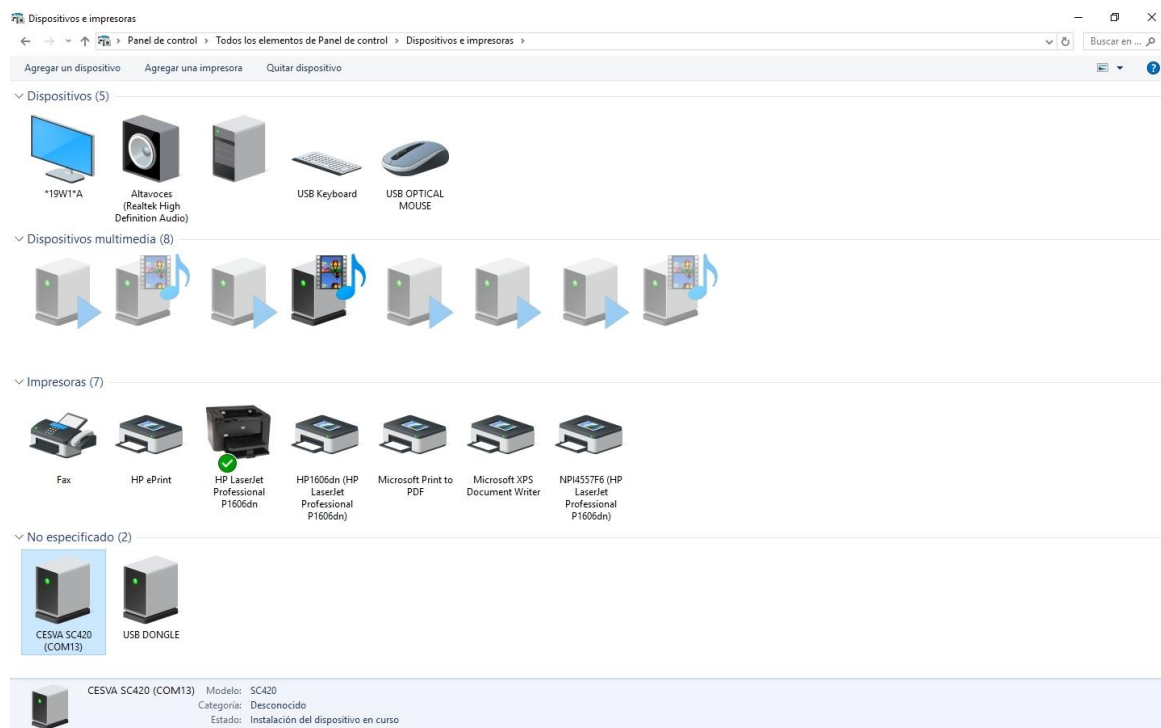 Dispositivos e impresoras
Panel de control > Todos los elementos de Panel de control > Dispositivos e impresoras >
Buscar en ...
Agregar un dispositivo Agregar una impresora Quitar dispositivo
Dispositivos (5)
*19W1*A
Altavoces
(Realtek High
Definition Audio)
USB Keyboard
USB OPTICAL
MOUSE
Dispositivos multimedia (8)
Impresoras (7)
Fax
HP ePrint
HP LaserJet
Professional
P1606dn
HP1606dn (HP
LaserJet
Professional
P1606dn)
Microsoft Print to
PDF
Microsoft XPS
Document Writer
NPI4557F6 (HP
LaserJet
Professional
P1606dn)
No especificado (2)
CESVA SC420
(COM13)
USB DONGLE
CESVA SC420 (COM13) Modelo: SC420
Categoría: Desconocido
Estado: Instalación del dispositivo en curso